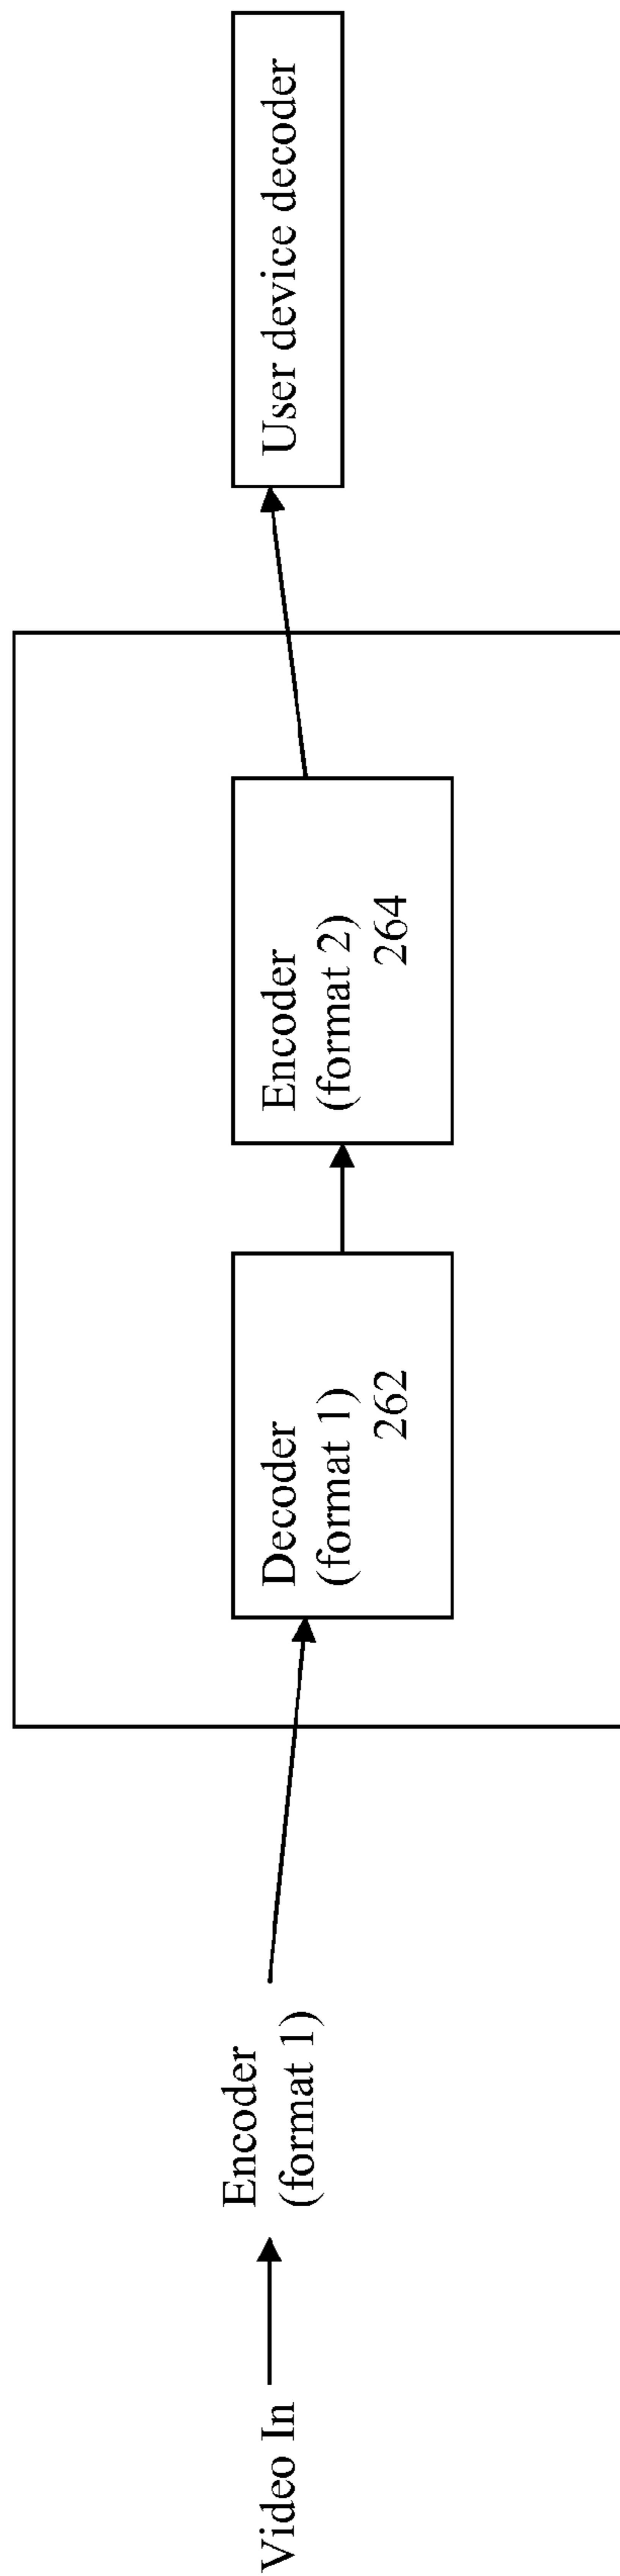 Video In
Encoder
(format 1)
Decoder
(format 1)
262
Encoder
(format 2)
264
User device decoder